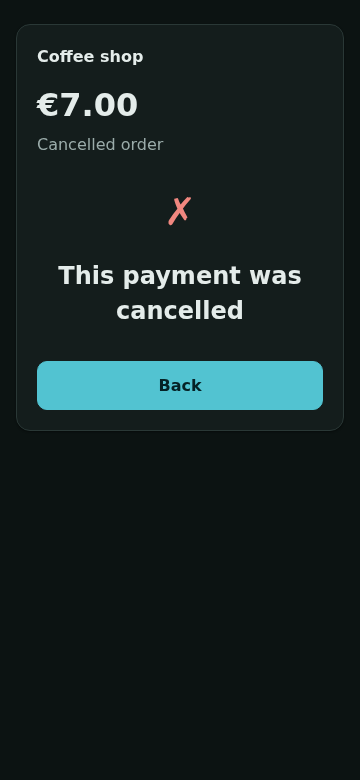 Coffee shop
€7.00
Cancelled order
✗
This payment was
cancelled
Back